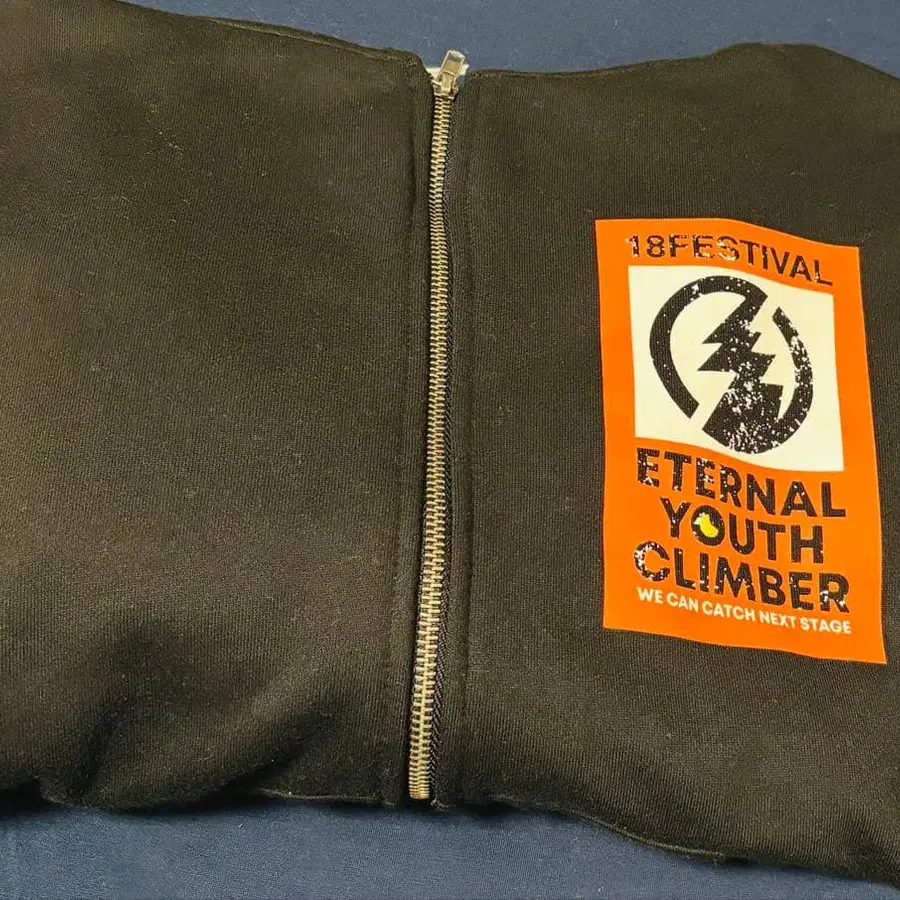 18FESTIVAL
ETERNAL
YOUTH
CLIMBER
WE CAN CATCH NEXT STAGE